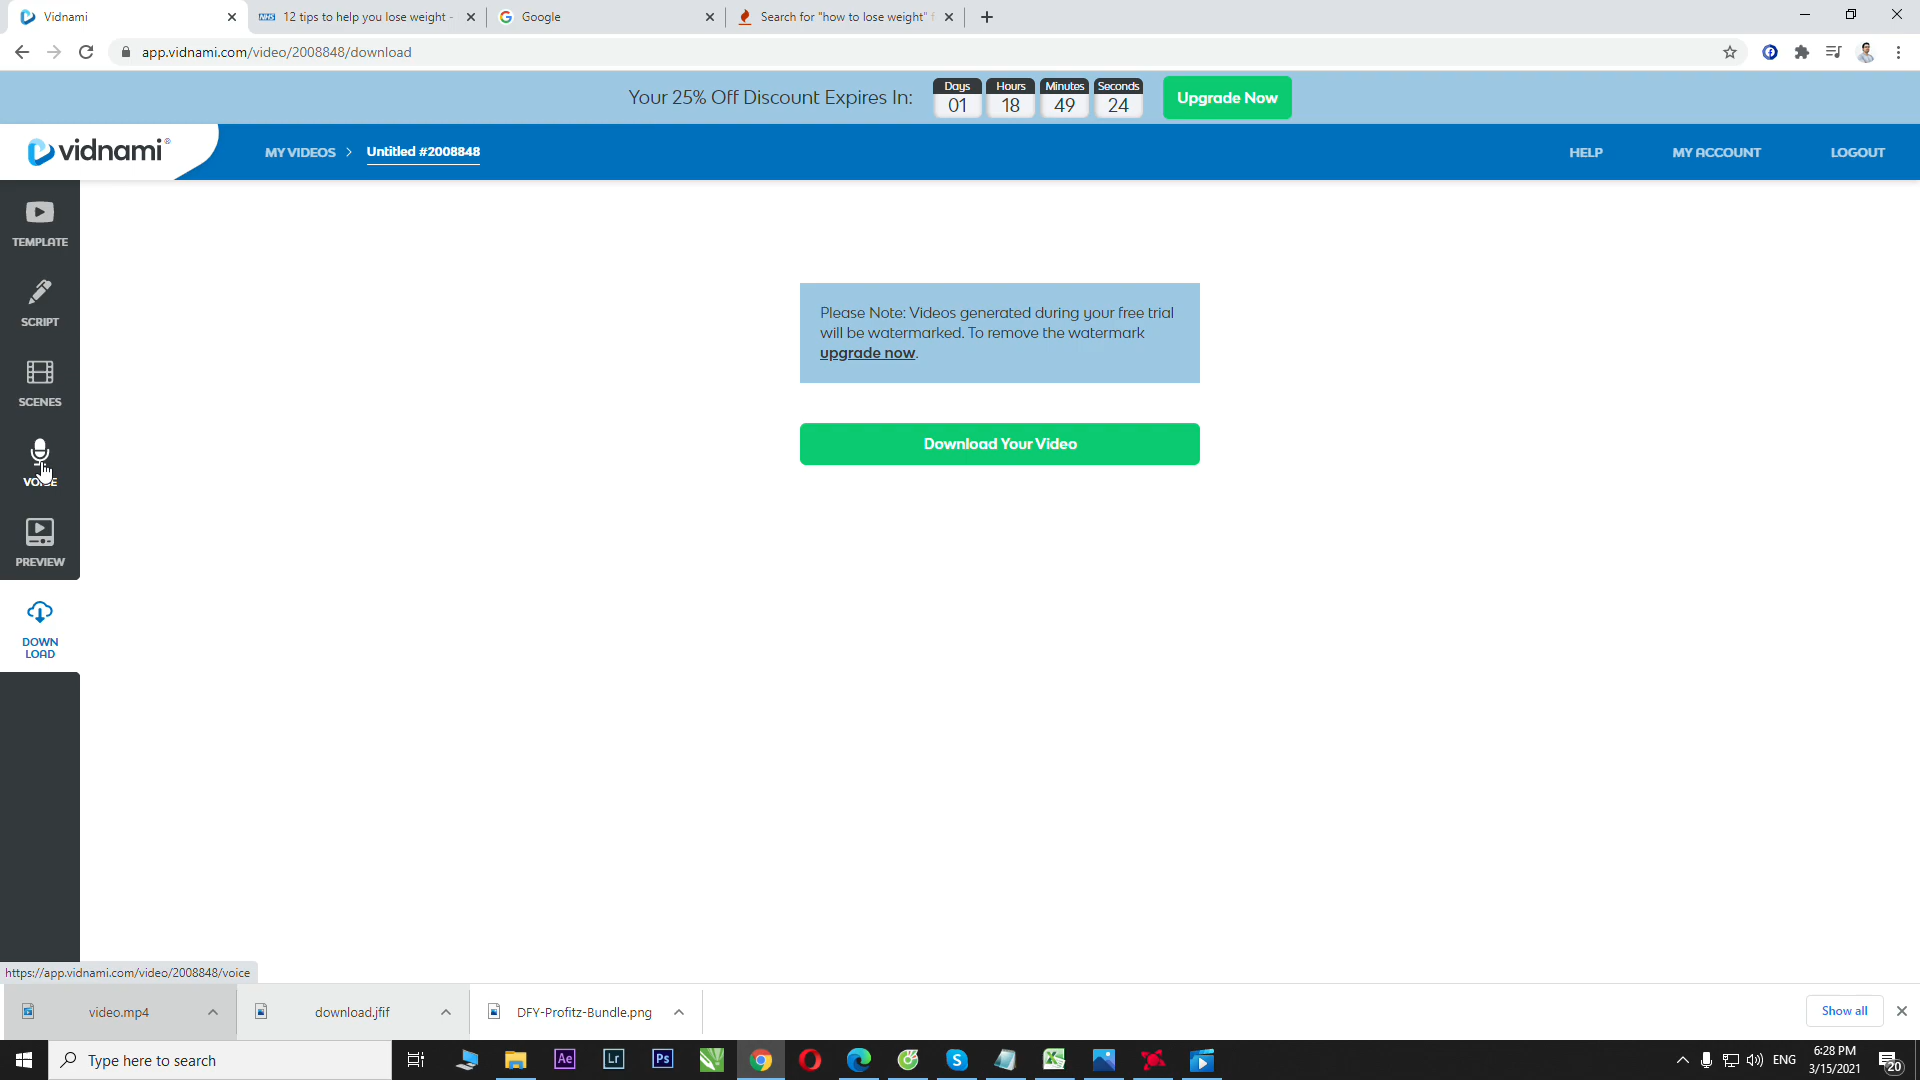 Vidnami
12 tips to help you lose weight -
Google
Search for "how to lose weight"
app.vidnami.com/video/2008848/download
Your 25% Off Discount Expires In:
Days
01
Hours
18
Minutes
49
Seconds
24
Upgrade Now
vidnami®
MY VIDEOS > Untitled #2008848
HELP
MY ACCOUNT
LOGOUT
TEMPLATE
SCRIPT
SCENES
VOICE
PREVIEW
DOWN
LOAD
Please Note: Videos generated during your free trial
will be watermarked. To remove the watermark
upgrade now.
Download Your Video
https://app.vidnami.com/video/2008848/voice
video.mp4
download.jfif
DFY-Profitz-Bundle.png
Show all
Type here to search
Ae
Lr
Ps
ENG
6:28 PM
3/15/2021
20